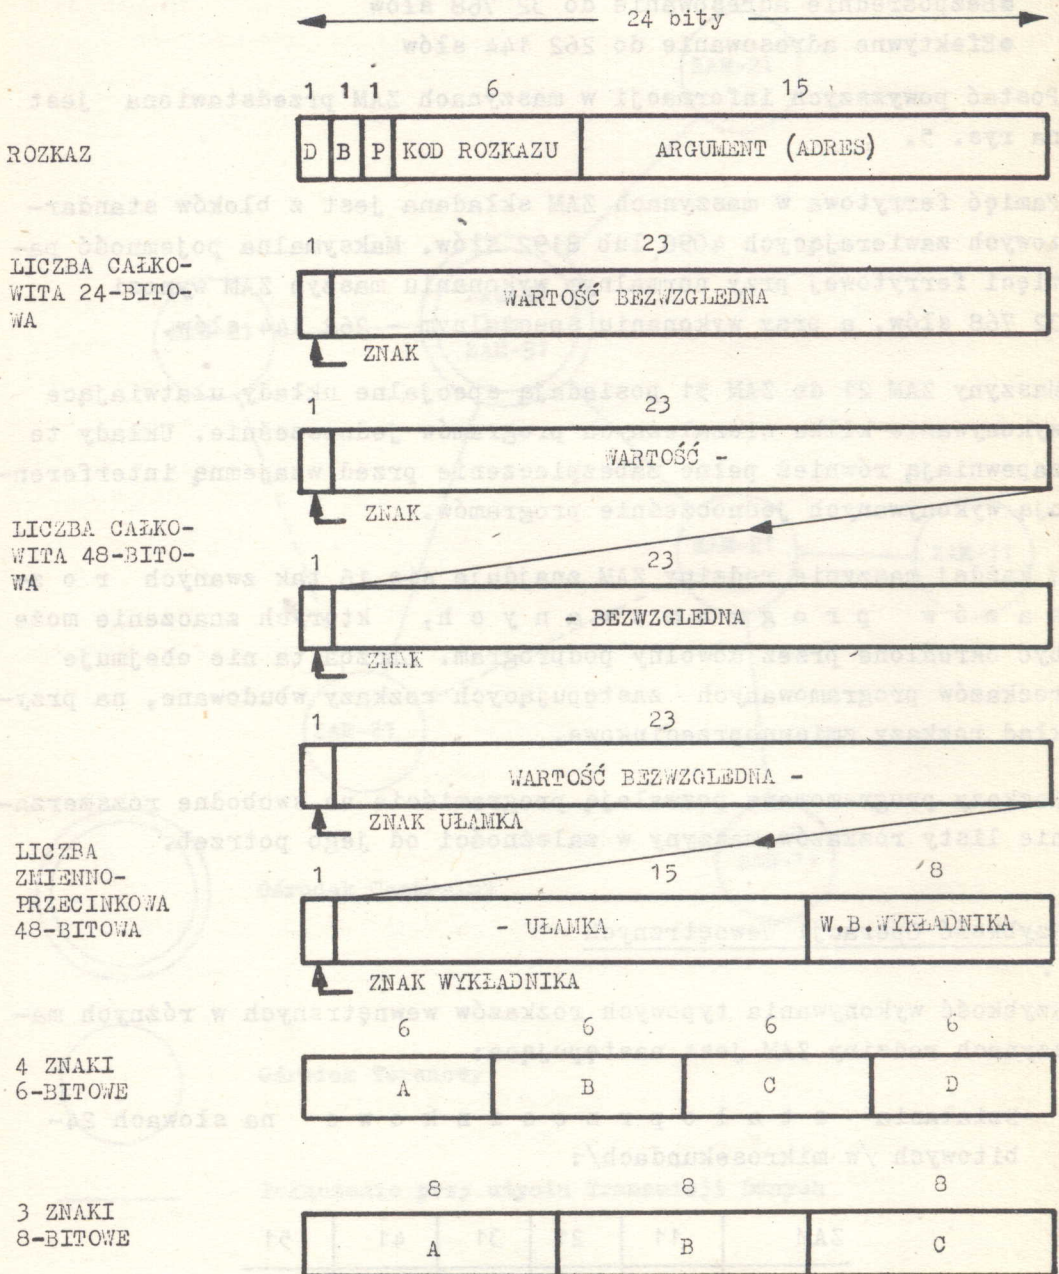 24 bity
1 1 1 6 15
ROZKAZ
D B P KOD ROZKAZU ARGUMENT (ADRES)
1 23
LICZBA CAŁKO-
WITA 24-BITO-
WA
WARTOŚĆ BEZWZGLEDNA
ZNAK
1 23
WARTOŚĆ -
ZNAK
LICZBA CAŁKO-
WITA 48-BITO-
WA
1 23
- BEZWZGLEDNA
ZNAK
1 23
WARTOŚĆ BEZWZGLEDNA -
ZNAK UŁAMKA
LICZBA
ZMIENNO-
PRZECINKOWA
48-BITOWA
1 15 8
- UŁAMKA W.B.WYKŁADNIKA
ZNAK WYKŁADNIKA
6 6 6 6
4 ZNAKI
6-BITOWE
A B C D
8 8 8
3 ZNAKI
8-BITOWE
A B C